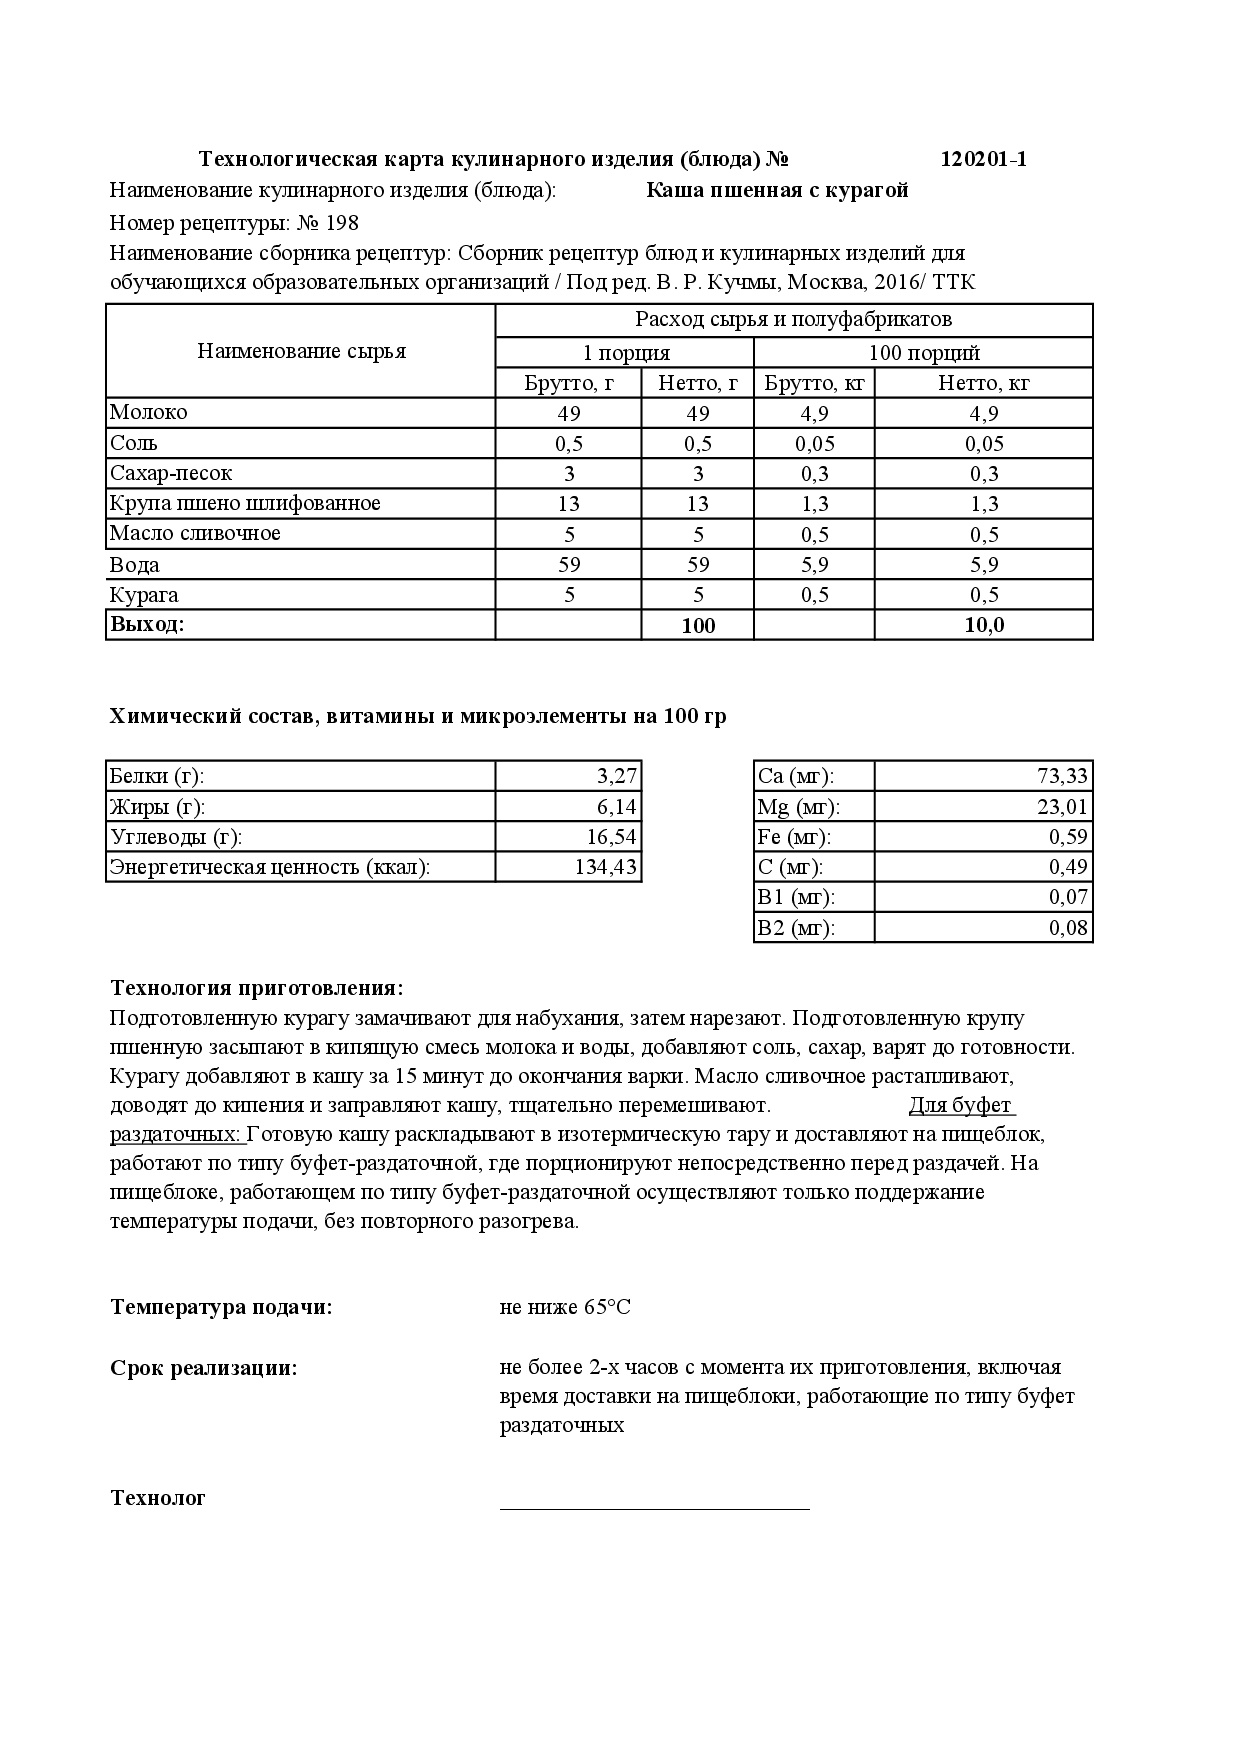 Технологическая карта кулинарного изделия (блюда) № 120201-1
Наименование кулинарного изделия (блюда): Каша пшенная с курагой
Номер рецептуры: № 198
Наименование сборника рецептур: Сборник рецептур блюд и кулинарных изделий для
обучающихся образовательных организаций / Под ред. В. Р. Кучмы, Москва, 2016/ ТТК
Наименование сырья
Расход сырья и полуфабрикатов
1 порция 100 порций
Брутто, г Нетто, г Брутто, кг Нетто, кг
Молоко 49 49 4,9 4,9
Соль 0,5 0,5 0,05 0,05
Сахар-песок 3 3 0,3 0,3
Крупа пшено шлифованное 13 13 1,3 1,3
Масло сливочное 5 5 0,5 0,5
Вода 59 59 5,9 5,9
Курага 5 5 0,5 0,5
Выход: 100 10,0
Химический состав, витамины и микроэлементы на 100 гр
Белки (г): 3,27 Ca (мг): 73,33
Жиры (г): 6,14 Mg (мг): 23,01
Углеводы (г): 16,54 Fe (мг): 0,59
Энергетическая ценность (ккал): 134,43 C (мг): 0,49
B1 (мг): 0,07
B2 (мг): 0,08
Технология приготовления:
Подготовленную курагу замачивают для набухания, затем нарезают. Подготовленную крупу
пшенную засыпают в кипящую смесь молока и воды, добавляют соль, сахар, варят до готовности.
Курагу добавляют в кашу за 15 минут до окончания варки. Масло сливочное растапливают,
доводят до кипения и заправляют кашу, тщательно перемешивают. Для буфет
раздаточных: Готовую кашу раскладывают в изотермическую тару и доставляют на пищеблок,
работают по типу буфет-раздаточной, где порционируют непосредственно перед раздачей. На
пищеблоке, работающем по типу буфет-раздаточной осуществляют только поддержание
температуры подачи, без повторного разогрева.
Температура подачи: не ниже 65°С
Срок реализации: не более 2-х часов с момента их приготовления, включая
время доставки на пищеблоки, работающие по типу буфет
раздаточных
Технолог